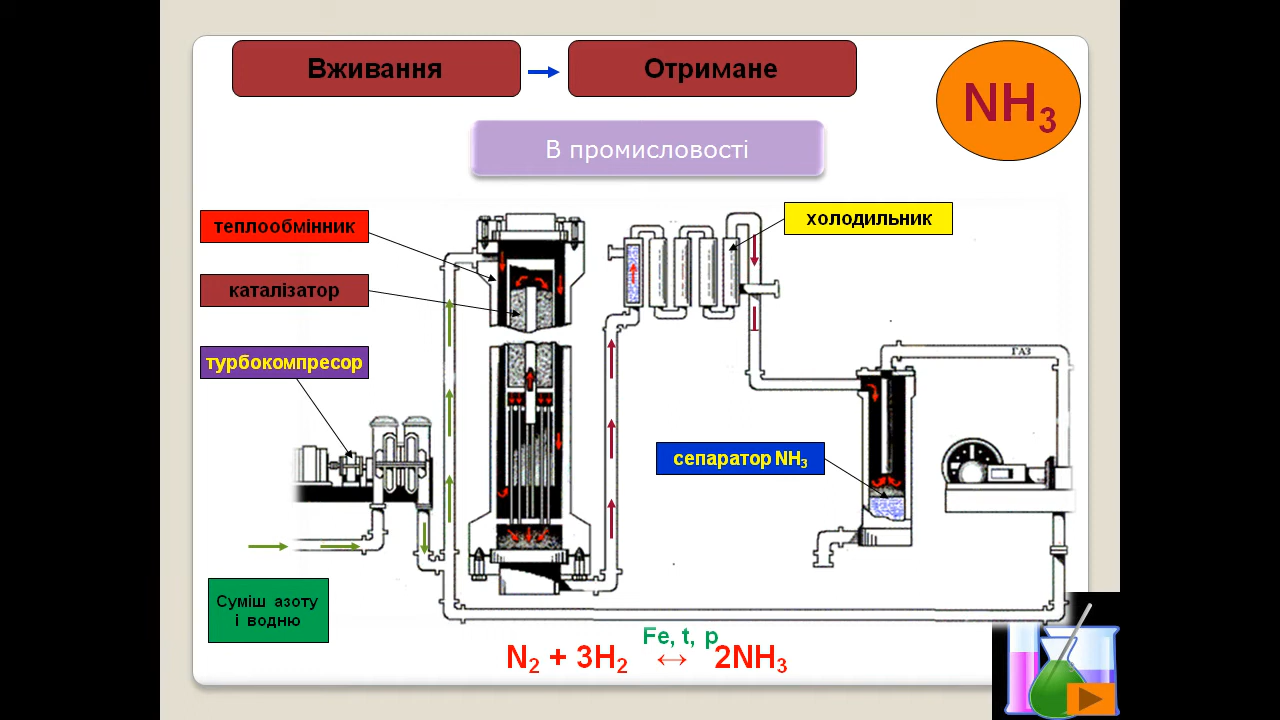 Вживання
Отримане
NH₃
В промисловості
теплообмінник
холодильник
каталізатор
турбокомпресор
ГАЗ
сепаратор NH₃
Суміш азоту
і водню
Fe, t, p
N₂ + 3H₂ ↔ 2NH₃